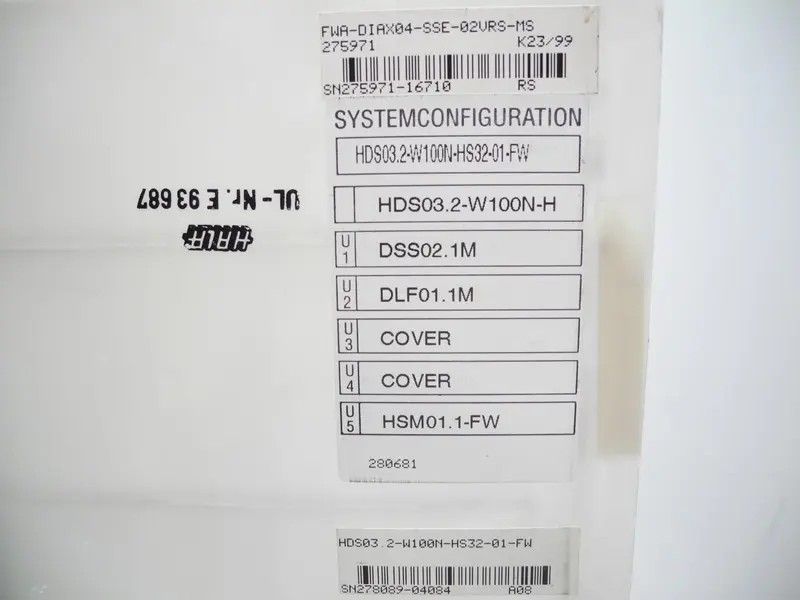 FWA-DIAX04-SSE-02VRS-MS
275971 K23/99
SN275971-16710 RS
SYSTEMCONFIGURATION
HDS03.2-W100N-HS32-01-FW
HDS03.2-W100N-H
U1 DSS02.1M
U2 DLF01.1M
U3 COVER
U4 COVER
U5 HSM01.1-FW
280681
UL-Nr. E 93 687
HDS03.2-W100N-HS32-01-FW
SN278089-04084 A08